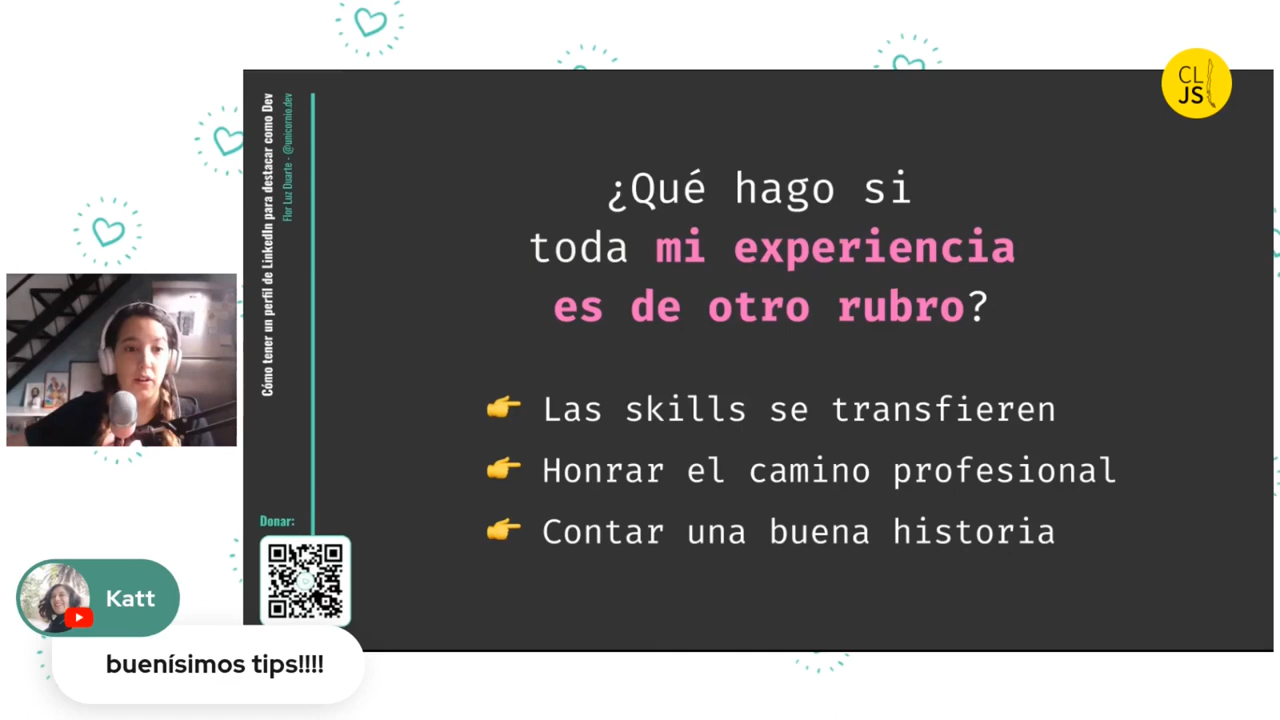 Cómo tener un perfil de LinkedIn para destacar como Dev
Flor Luz Duarte - @unicornio.dev
CL
JS
¿Qué hago si
toda mi experiencia
es de otro rubro?
👉 Las skills se transfieren
👉 Honrar el camino profesional
👉 Contar una buena historia
Donar:
Katt
buenísimos tips!!!!